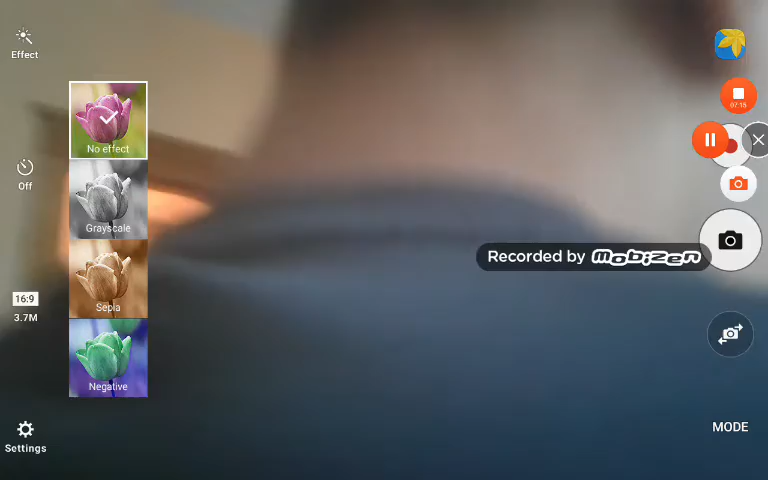 Effect
No effect
Grayscale
Sepia
Negative
Off
16:9
3.7M
Settings
07:15
Recorded by mobizen
MODE